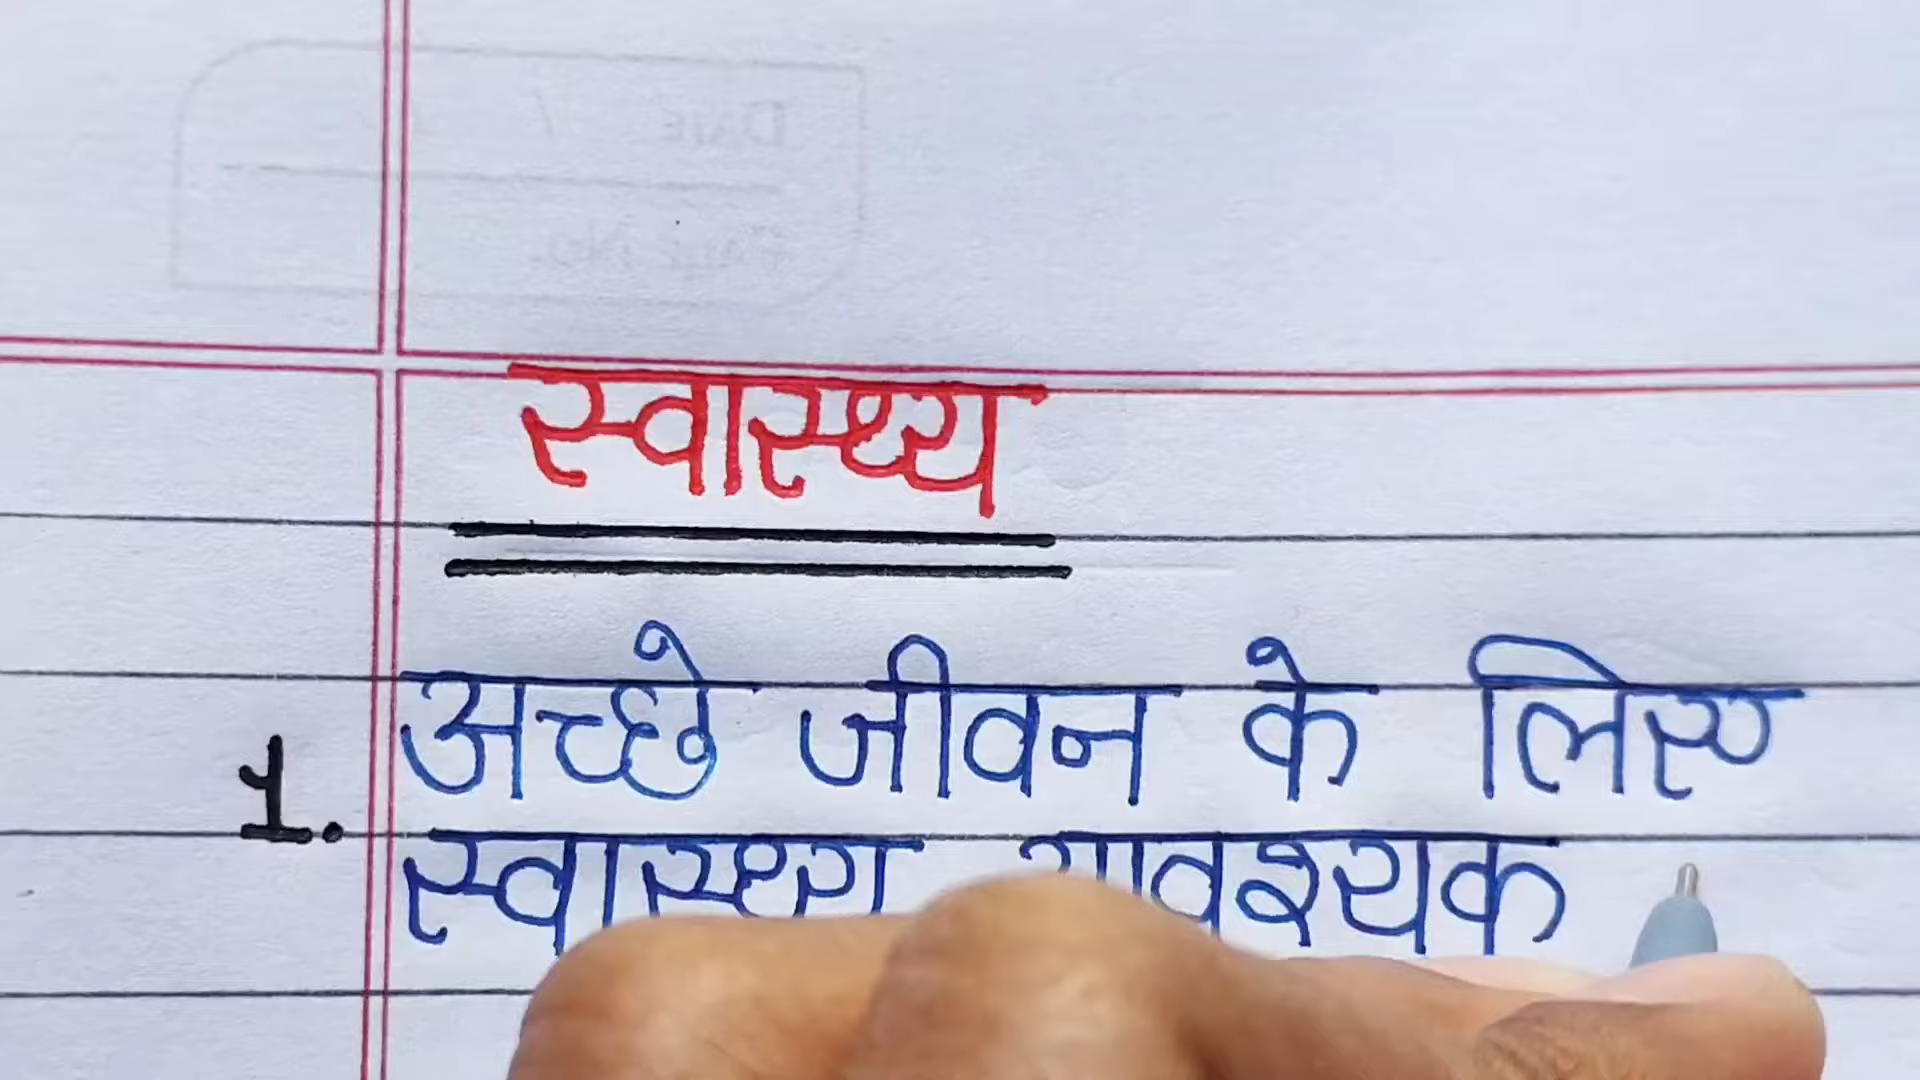 स्वास्थ्य
1. अच्छे जीवन के लिए
स्वास्थ्य आवश्यक